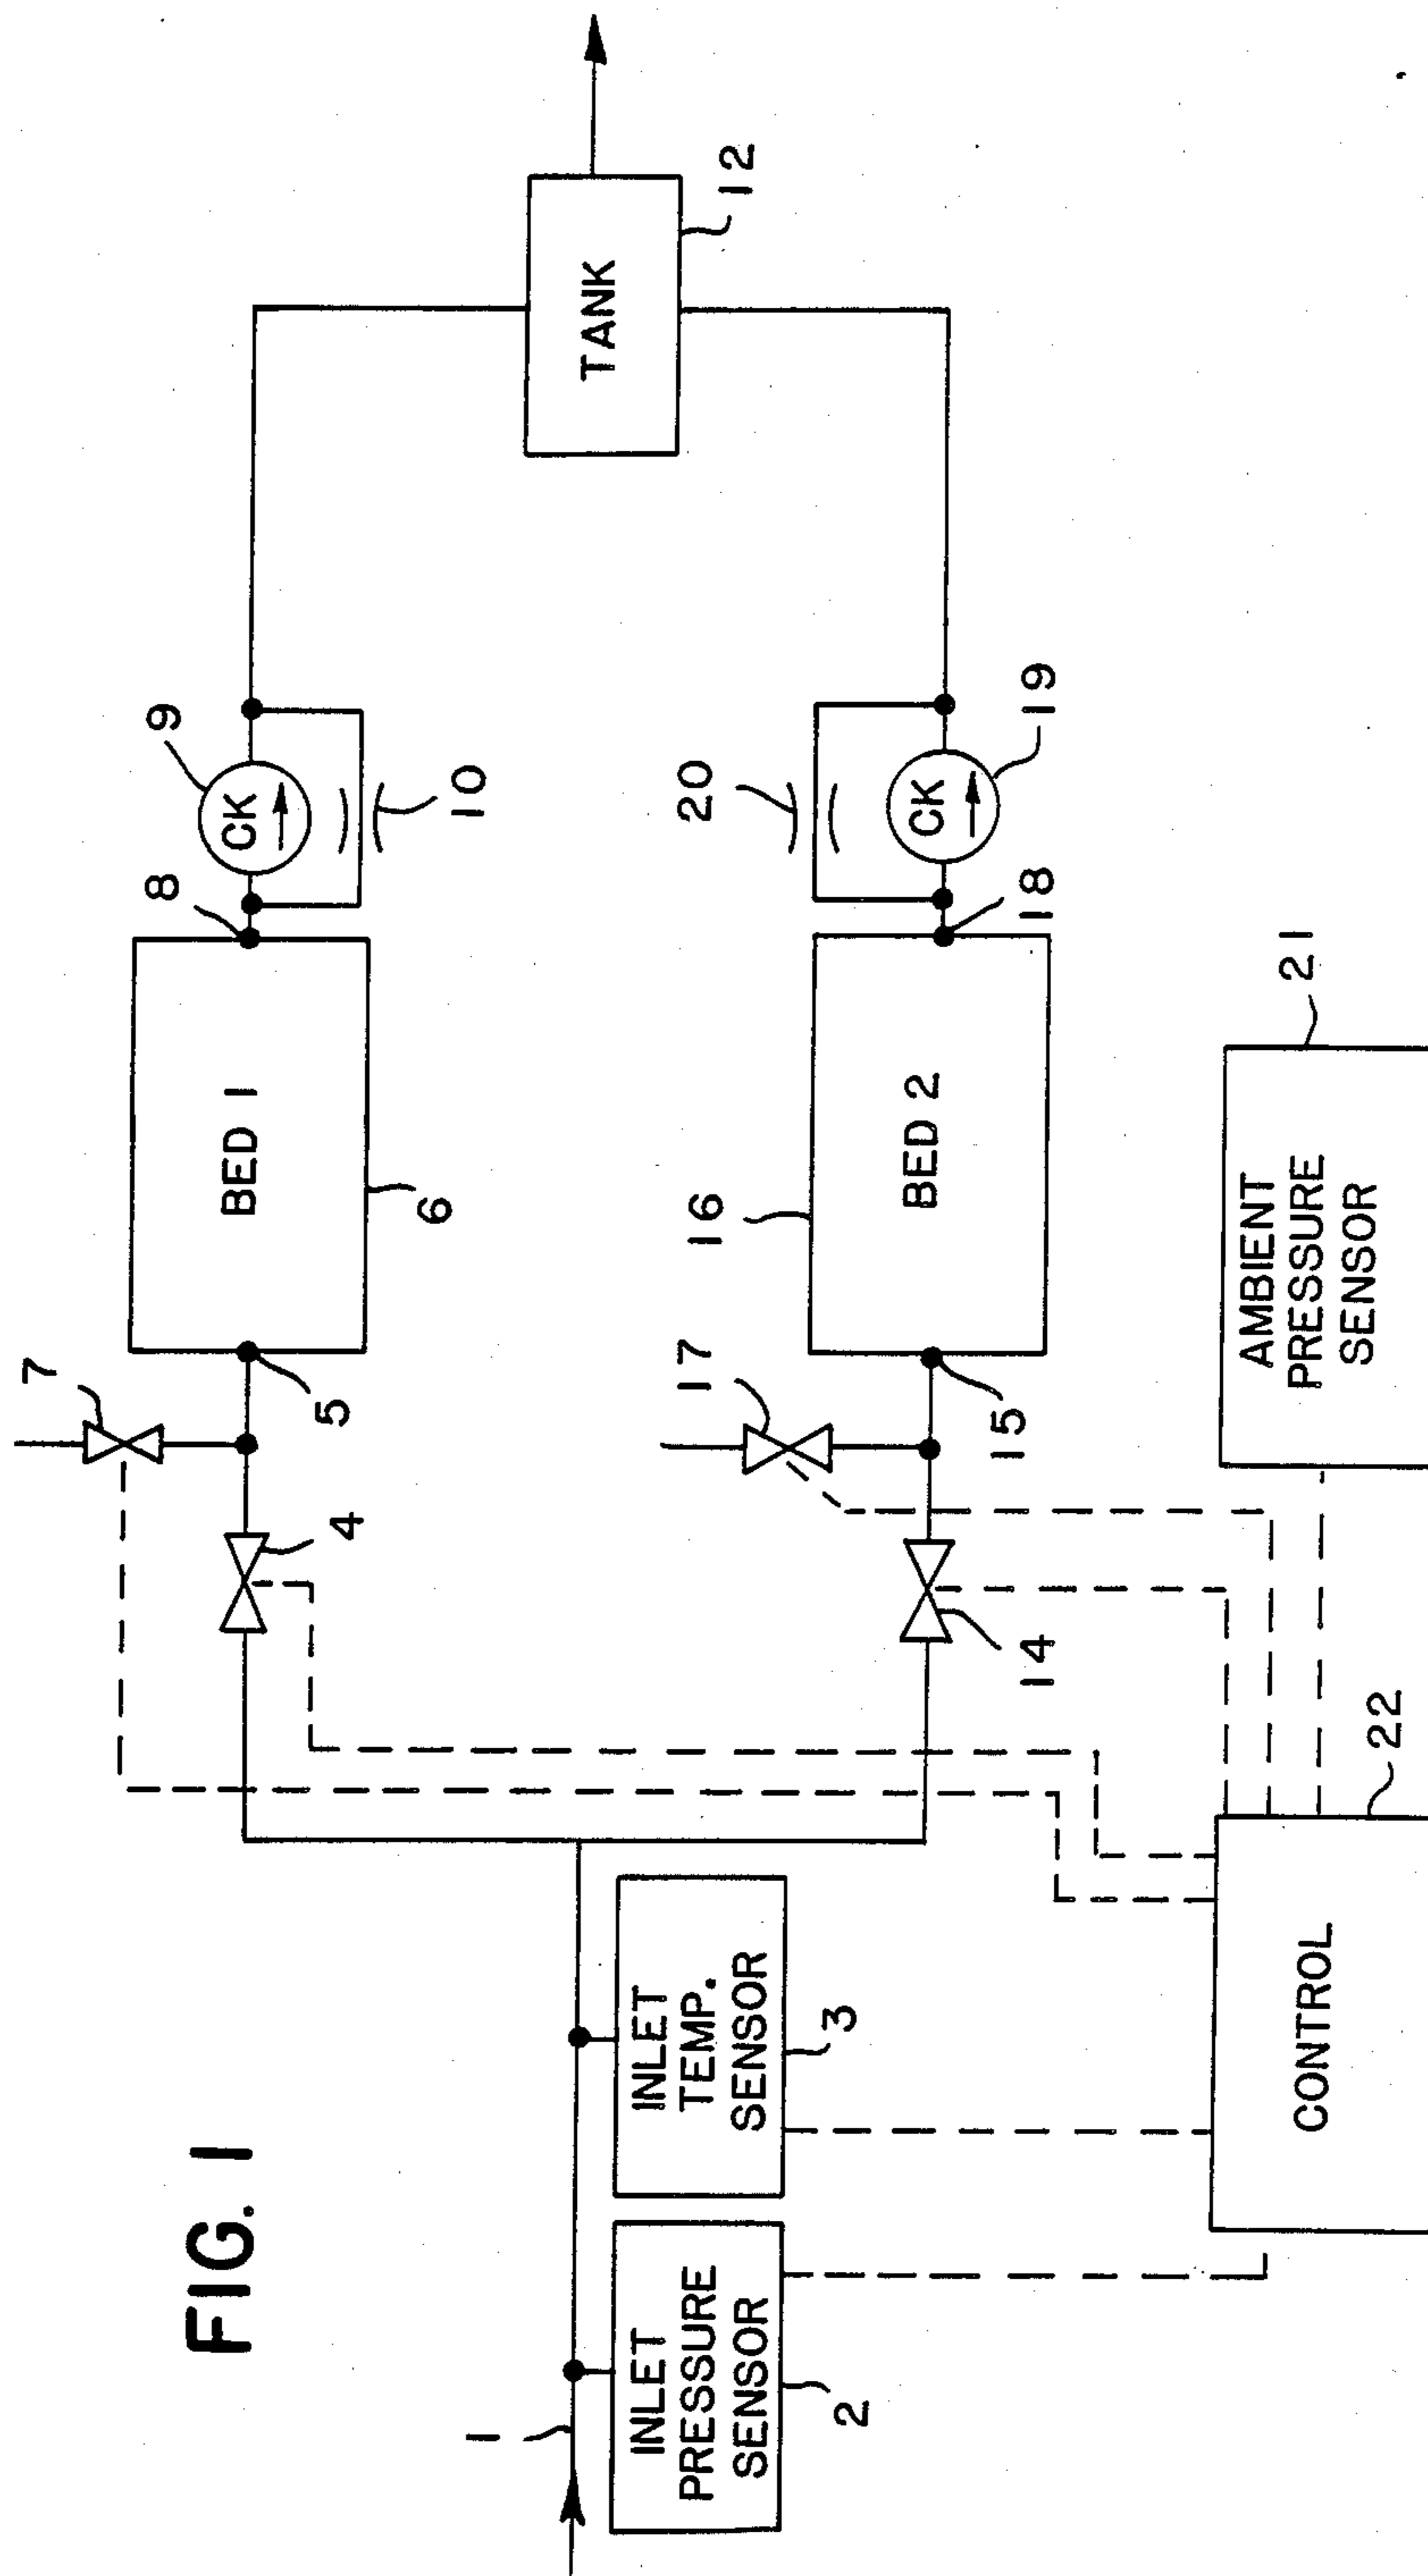 FIG. 1
1
INLET
PRESSURE
SENSOR
2
INLET
TEMP.
SENSOR
3
4
5
7
BED 1
6
8
9
CK
10
TANK
12
14
15
17
BED 2
16
18
CK
19
20
CONTROL
22
AMBIENT
PRESSURE
SENSOR
21